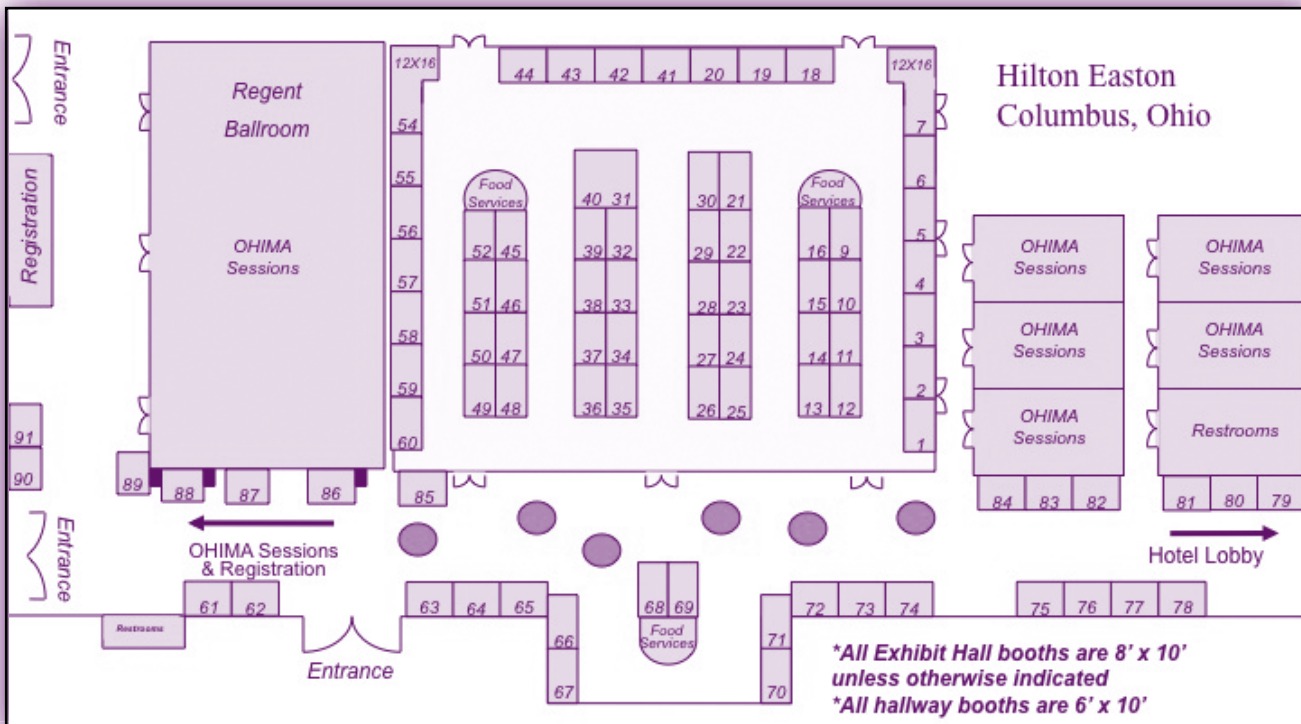 Entrance
Regent
Ballroom
OHIMA
Sessions
Registration
12X16
44 43 42 41 20 19 18
12X16
Hilton Easton
Columbus, Ohio
54
55
56
57
58
59
60
7
6
5
4
3
2
1
Food
Services
52 45
51 46
50 47
49 48
40 31
39 32
38 33
37 34
36 35
30 21
29 22
28 23
27 24
26 25
Food
Services
16 9
15 10
14 11
13 12
OHIMA
Sessions
OHIMA
Sessions
OHIMA
Sessions
OHIMA
Sessions
OHIMA
Sessions
Restrooms
91
90
89
88
87
86
85
84 83 82
81 80 79
Entrance
OHIMA Sessions
& Registration
Hotel Lobby
61 62
Restrooms
Entrance
63 64 65
66
67
68 69
Food
Services
71
70
72 73 74
75 76 77 78
*All Exhibit Hall booths are 8' x 10'
unless otherwise indicated
*All hallway booths are 6' x 10'